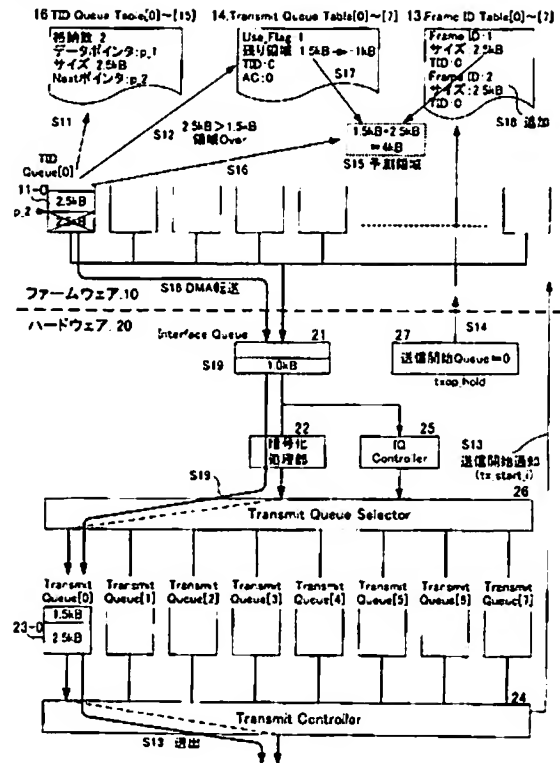 16 TID Queue Table[0]~[15]
格納数 2
データポインタ:p_1
サイズ 2.5kB
Nextポインタ:p_2
14.Transmit Queue Table[0]~[7]
Use_Flag 1
残り領域 1.5kB
-1kB
TID:0
AC:0
13.Frame ID Table[0]~[7]
Frame ID:1
サイズ 2.5kB
TID:0
Frame ID:2
サイズ:2.5kB
TID:0
S18 追加
S11
S12
2.5kB>1.5kB
領域Over
S17
S16
1.5kB+2.5kB
=4kB
S15 予測領域
TID
Queue[0]
11-0
2.5kB
p_2
2.5kB
S18 DMA転送
ファームウェア.10
ハードウェア.20
Interface Queue
21
S19
1.0kB
27
送信開始Queue=0
txop_hold
S14
S13
送信開始通知
(tx_start_i)
22
暗号化
処理部
25
IQ
Controller
S19
26
Transmit Queue Selector
Transmit
Queue[0]
Transmit
Queue[1]
Transmit
Queue[2]
Transmit
Queue[3]
Transmit
Queue[4]
Transmit
Queue[5]
Transmit
Queue[6]
Transmit
Queue[7]
23-0
1.5kB
2.5kB
24
Transmit Controller
S13 送出